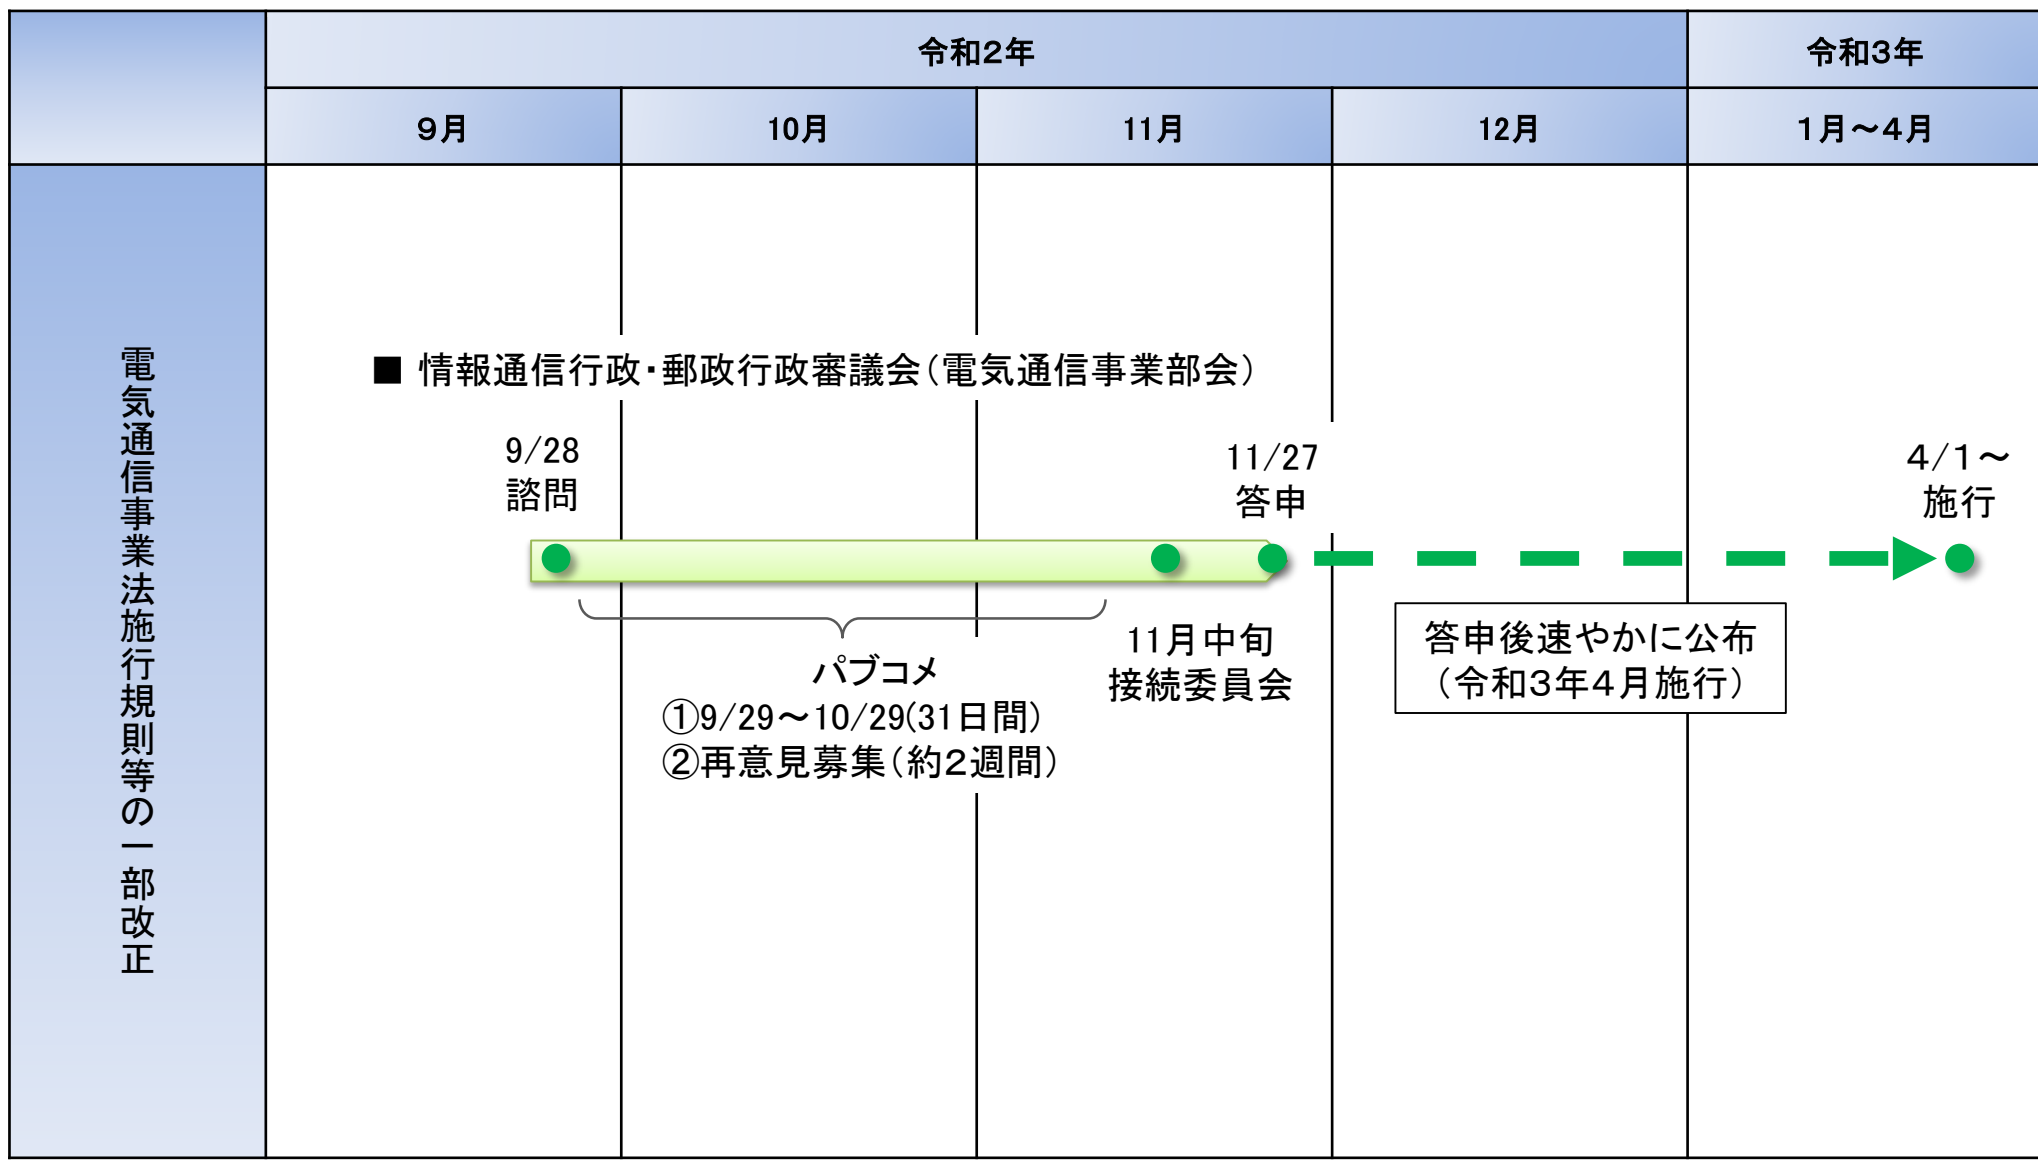 令和2年
令和3年
９月
10月
11月
12月
１月～４月
電気通信事業法施行規則等の一部改正
■ 情報通信行政・郵政行政審議会（電気通信事業部会）
9/28
諮問
11/27
答申
４/１～
施行
パブコメ
①9/29～10/29(31日間)
②再意見募集（約２週間）
11月中旬
接続委員会
答申後速やかに公布
（令和３年４月施行）